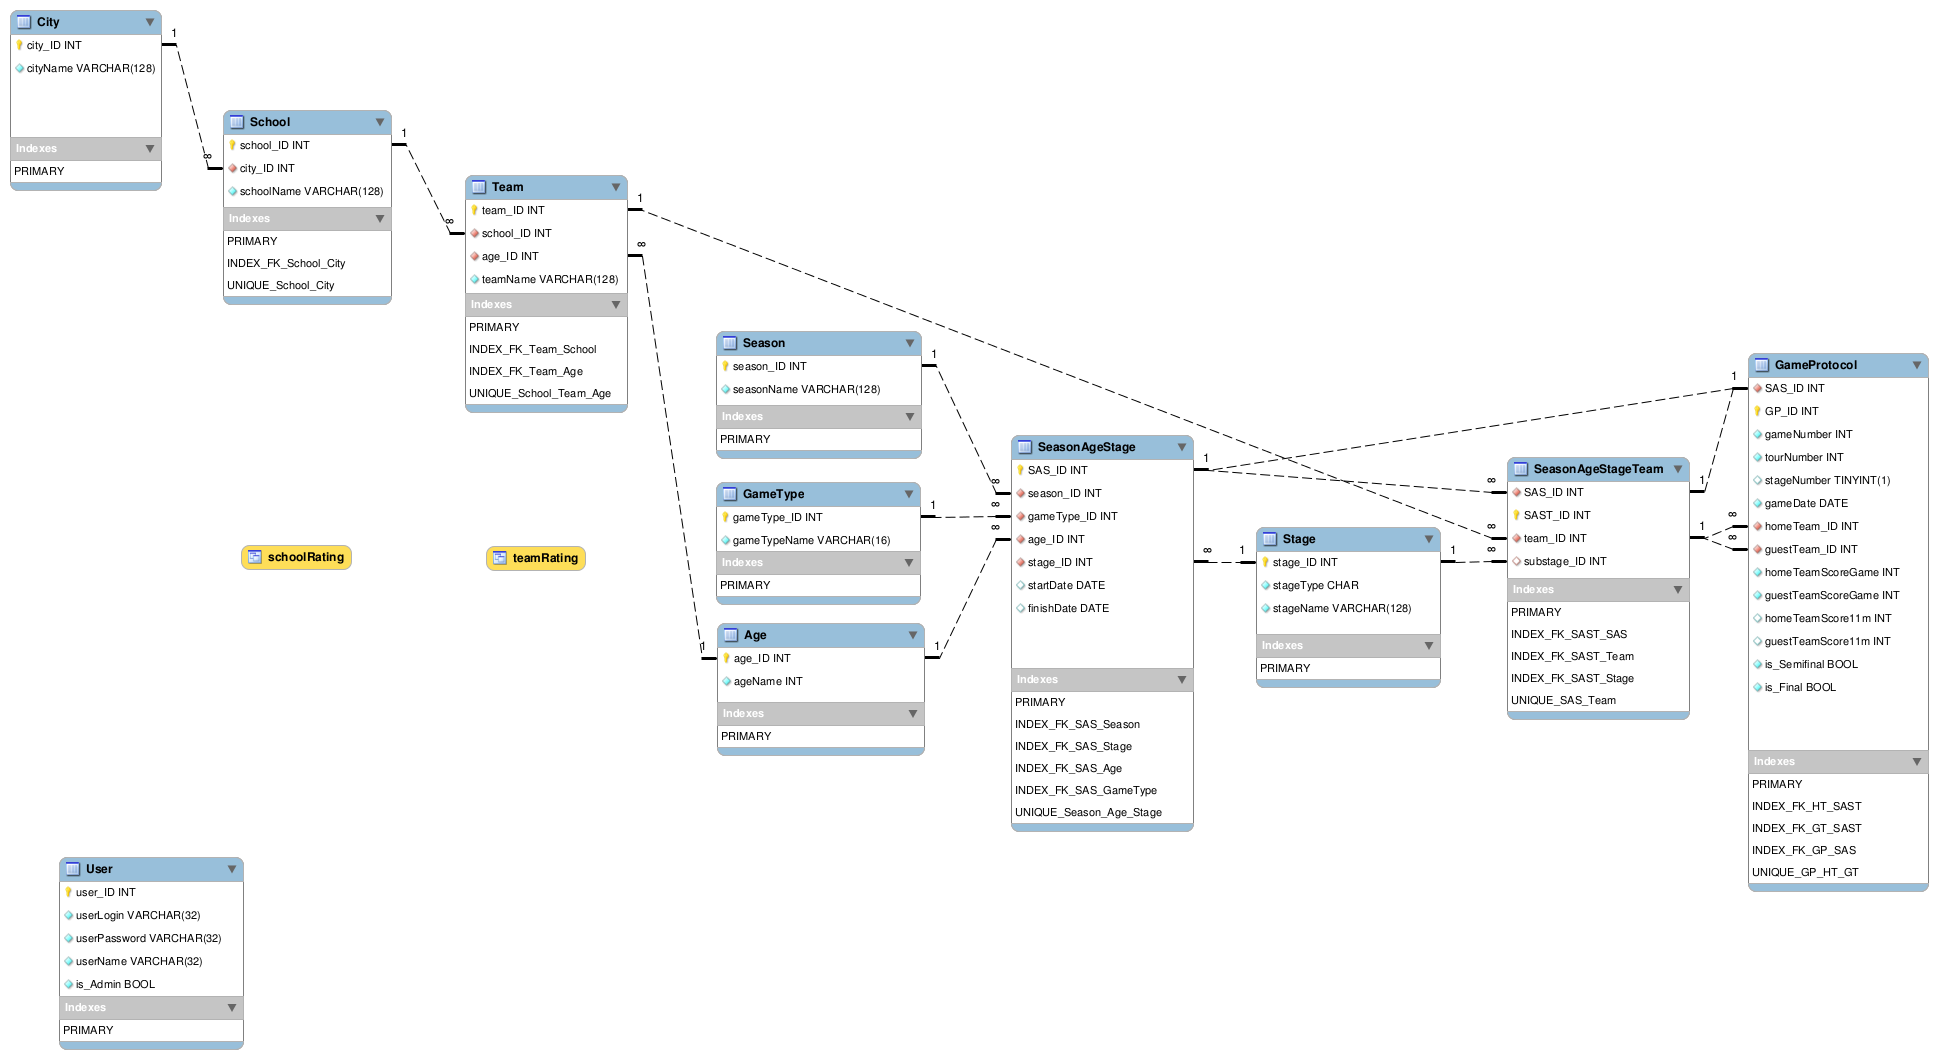 City
city_ID INT
cityName VARCHAR(128)
Indexes
PRIMARY
1
∞
School
school_ID INT
city_ID INT
schoolName VARCHAR(128)
Indexes
PRIMARY
INDEX_FK_School_City
UNIQUE_School_City
1
∞
Team
team_ID INT
school_ID INT
age_ID INT
teamName VARCHAR(128)
Indexes
PRIMARY
INDEX_FK_Team_School
INDEX_FK_Team_Age
UNIQUE_School_Team_Age
1
∞
schoolRating
teamRating
Season
season_ID INT
seasonName VARCHAR(128)
Indexes
PRIMARY
1
∞
GameType
gameType_ID INT
gameTypeName VARCHAR(16)
Indexes
PRIMARY
1
∞
Age
age_ID INT
ageName INT
Indexes
PRIMARY
1
1
∞
SeasonAgeStage
SAS_ID INT
season_ID INT
gameType_ID INT
age_ID INT
stage_ID INT
startDate DATE
finishDate DATE
Indexes
PRIMARY
INDEX_FK_SAS_Season
INDEX_FK_SAS_Stage
INDEX_FK_SAS_Age
INDEX_FK_SAS_GameType
UNIQUE_Season_Age_Stage
1
∞
1
Stage
stage_ID INT
stageType CHAR
stageName VARCHAR(128)
Indexes
PRIMARY
1
∞
∞
∞
SeasonAgeStageTeam
SAS_ID INT
SAST_ID INT
team_ID INT
substage_ID INT
Indexes
PRIMARY
INDEX_FK_SAST_SAS
INDEX_FK_SAST_Team
INDEX_FK_SAST_Stage
UNIQUE_SAS_Team
1
1
1
∞
∞
GameProtocol
SAS_ID INT
GP_ID INT
gameNumber INT
tourNumber INT
stageNumber TINYINT(1)
gameDate DATE
homeTeam_ID INT
guestTeam_ID INT
homeTeamScoreGame INT
guestTeamScoreGame INT
homeTeamScore11m INT
guestTeamScore11m INT
is_Semifinal BOOL
is_Final BOOL
Indexes
PRIMARY
INDEX_FK_HT_SAST
INDEX_FK_GT_SAST
INDEX_FK_GP_SAS
UNIQUE_GP_HT_GT
User
user_ID INT
userLogin VARCHAR(32)
userPassword VARCHAR(32)
userName VARCHAR(32)
is_Admin BOOL
Indexes
PRIMARY